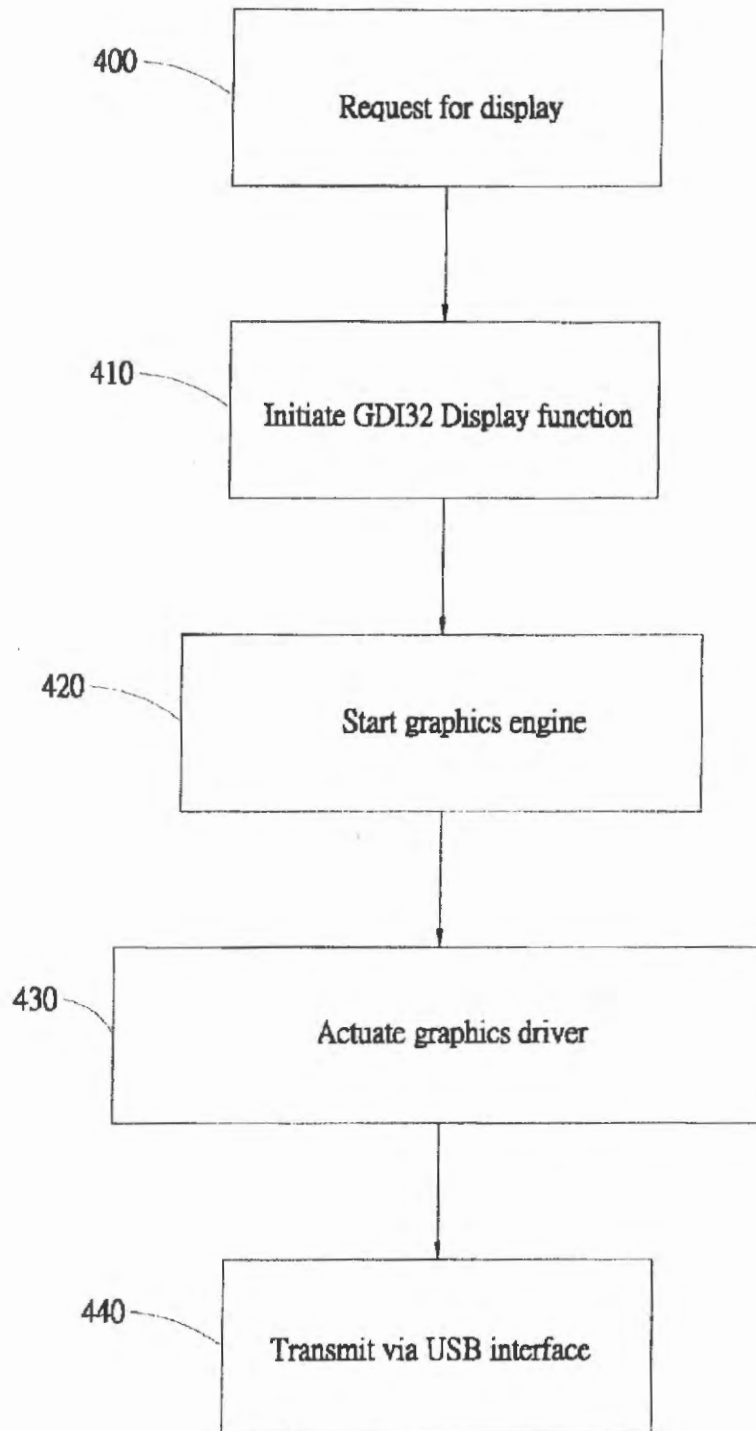 400
Request for display
410
Initiate GDI32 Display function
420
Start graphics engine
430
Actuate graphics driver
440
Transmit via USB interface